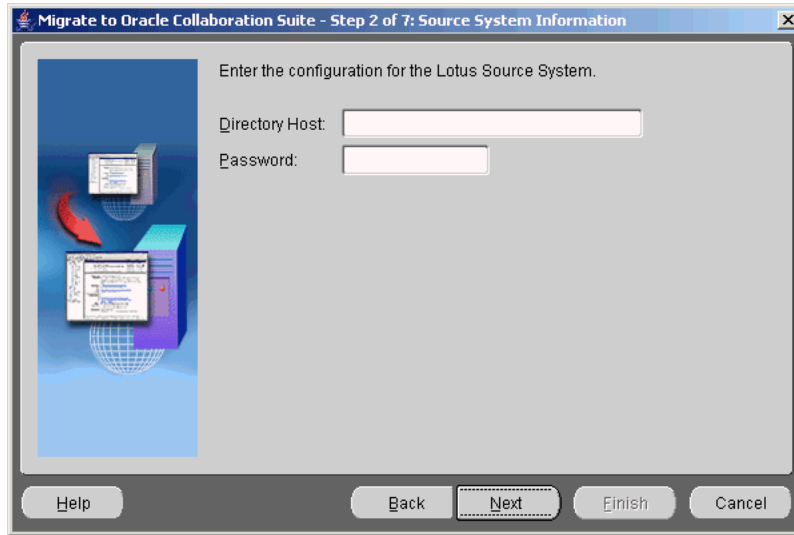 Migrate to Oracle Collaboration Suite - Step 2 of 7: Source System Information
Enter the configuration for the Lotus Source System.
Directory Host:
Password:
Help
Back
Next
Finish
Cancel